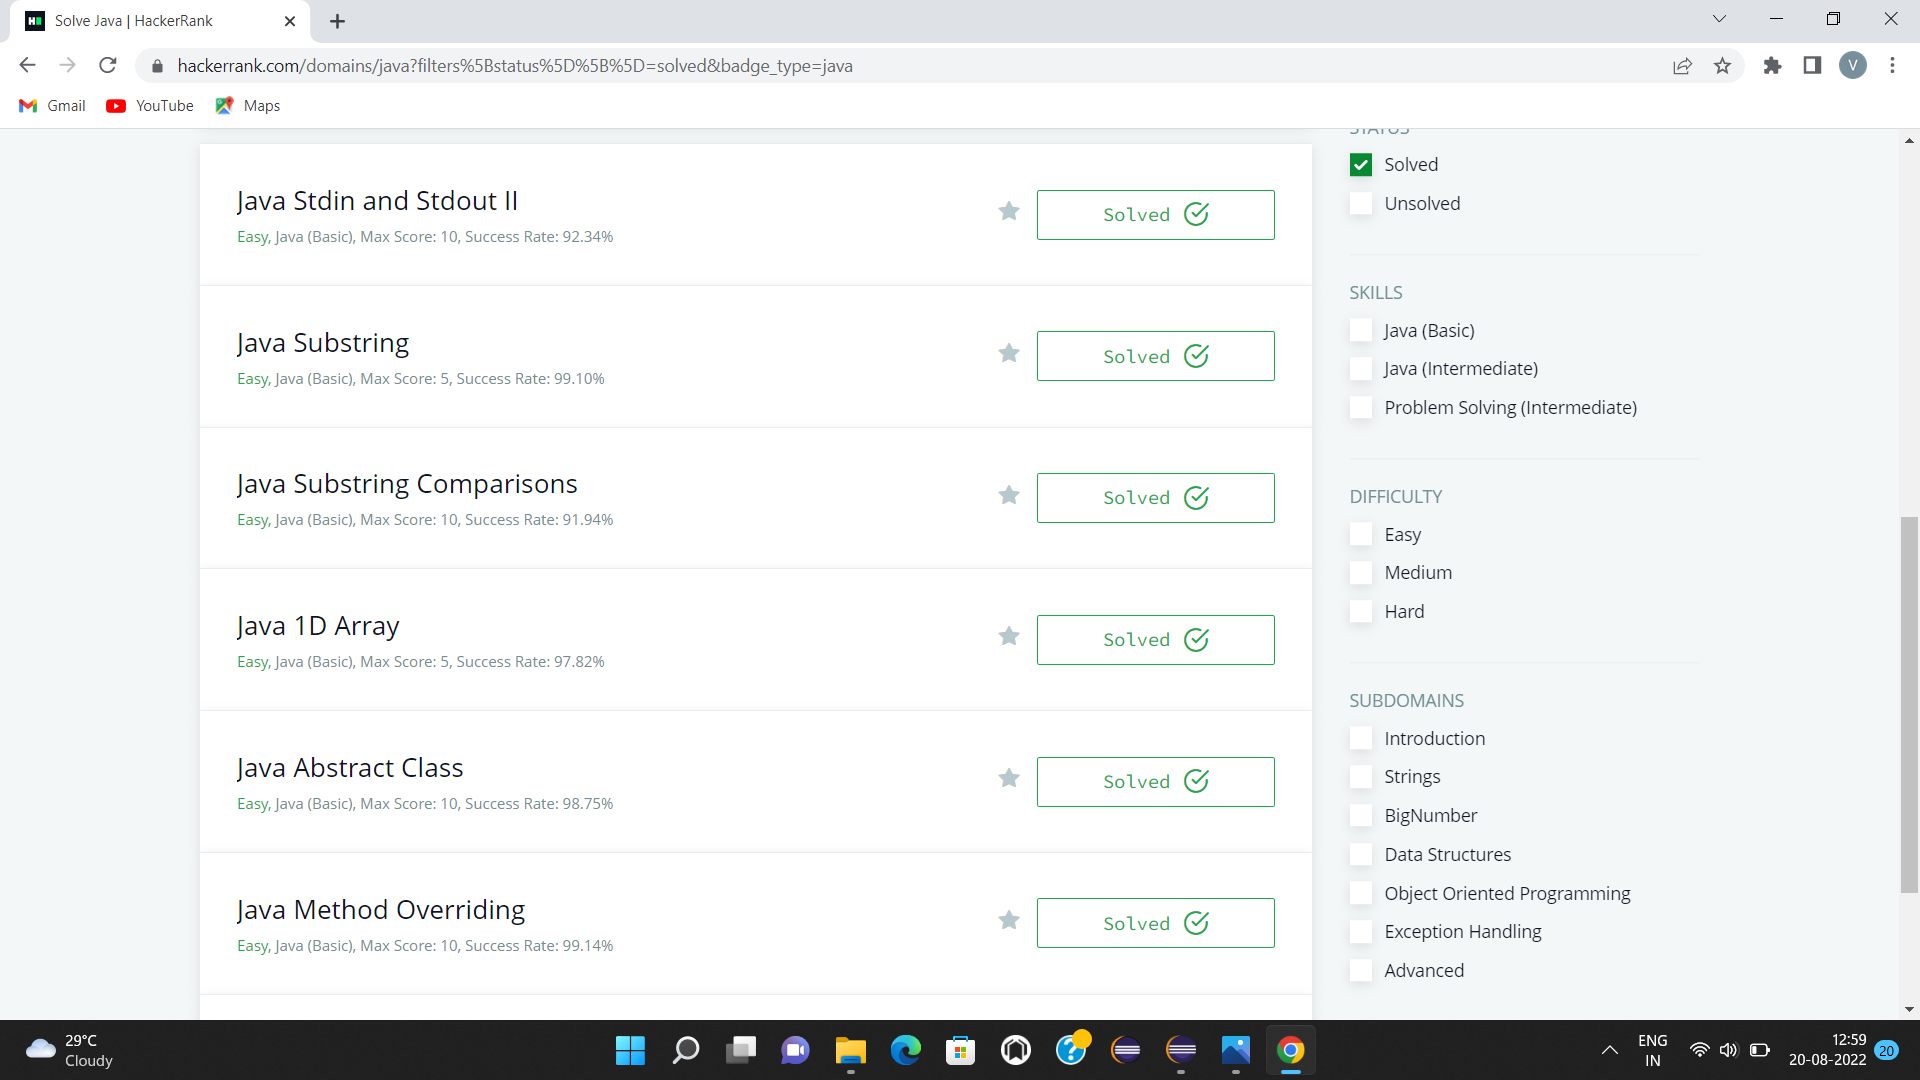 Solve Java | HackerRank
hackerrank.com/domains/java?filters%5Bstatus%5D%5B%5D=solved&badge_type=java
V
Gmail
YouTube
Maps
Java Stdin and Stdout II
Easy, Java (Basic), Max Score: 10, Success Rate: 92.34%
Solved
Java Substring
Easy, Java (Basic), Max Score: 5, Success Rate: 99.10%
Solved
Java Substring Comparisons
Easy, Java (Basic), Max Score: 10, Success Rate: 91.94%
Solved
Java 1D Array
Easy, Java (Basic), Max Score: 5, Success Rate: 97.82%
Solved
Java Abstract Class
Easy, Java (Basic), Max Score: 10, Success Rate: 98.75%
Solved
Java Method Overriding
Easy, Java (Basic), Max Score: 10, Success Rate: 99.14%
Solved
STATUS
Solved
Unsolved
SKILLS
Java (Basic)
Java (Intermediate)
Problem Solving (Intermediate)
DIFFICULTY
Easy
Medium
Hard
SUBDOMAINS
Introduction
Strings
BigNumber
Data Structures
Object Oriented Programming
Exception Handling
Advanced
29°C
Cloudy
ENG
IN
12:59
20-08-2022
20